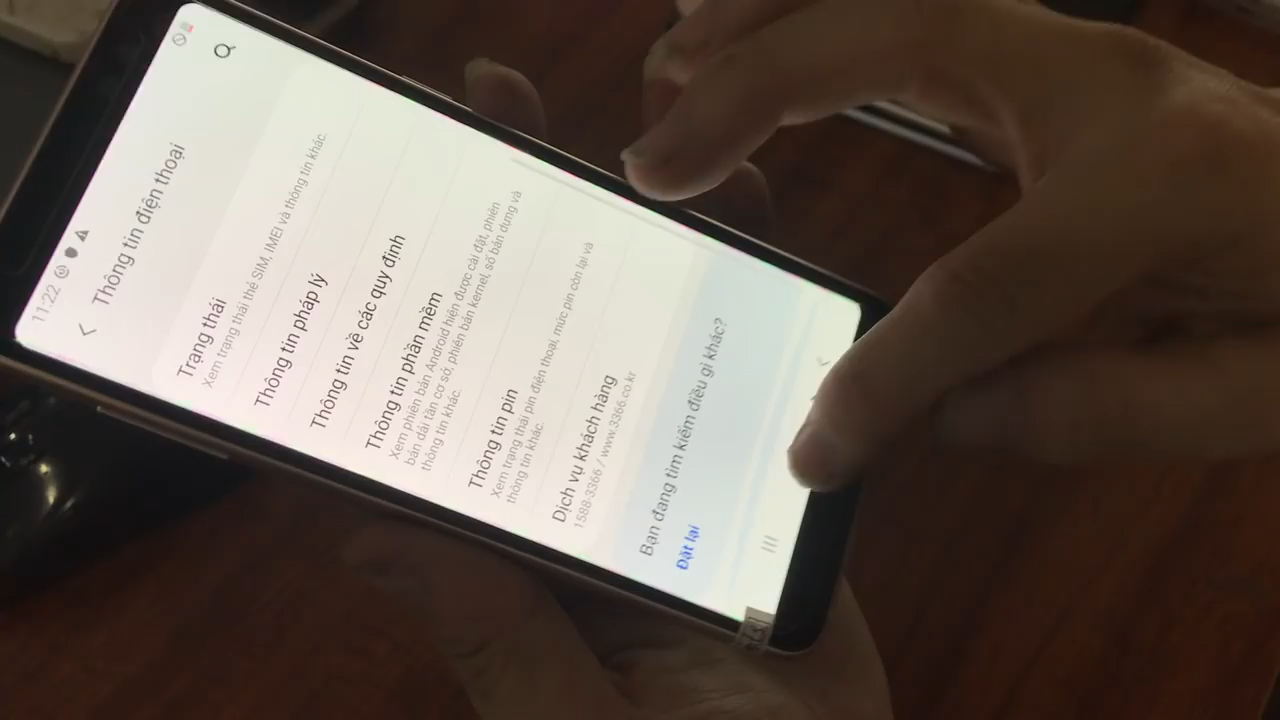 11:22
Thông tin điện thoại
Trạng thái
Xem trạng thái thẻ SIM, IMEI và thông tin khác.
Thông tin pháp lý
Thông tin về các quy định
Thông tin phần mềm
Xem phiên bản Android hiện được cài đặt, phiên
bản dải tần cơ sở, phiên bản kernel, số bản dựng và
thông tin khác.
Thông tin pin
Xem trạng thái pin điện thoại, mức pin còn lại và
thông tin khác.
Dịch vụ khách hàng
1588-3366 / www.3366.co.kr
Bạn đang tìm kiếm điều gì khác?
Đặt lại